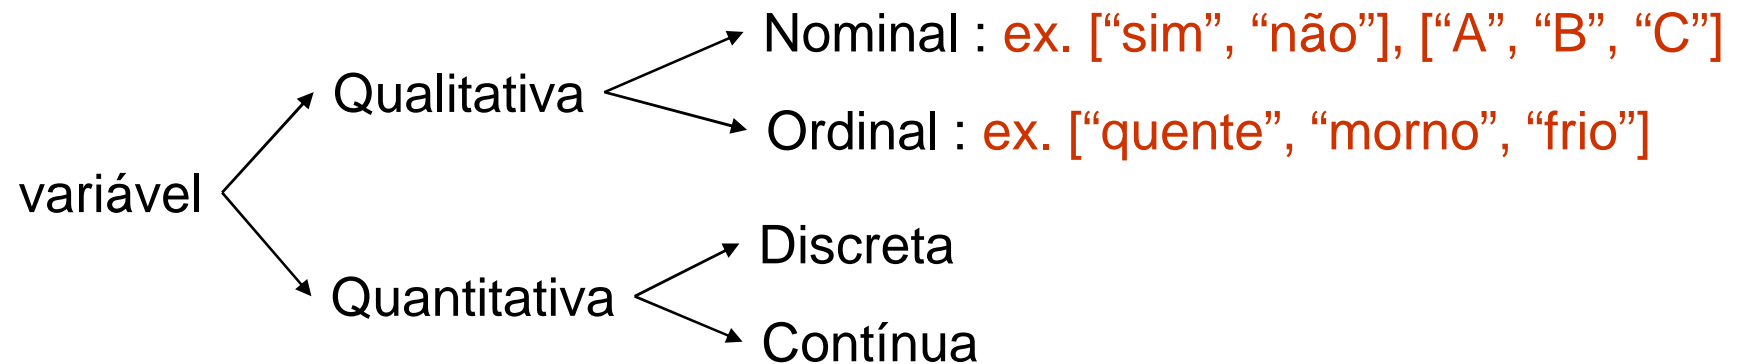 Nominal : ex. [“sim”, “não”], [“A”, “B”, “C”]
Qualitativa
Ordinal : ex. [“quente”, “morno”, “frio”]
variável
Discreta
Quantitativa
Contínua